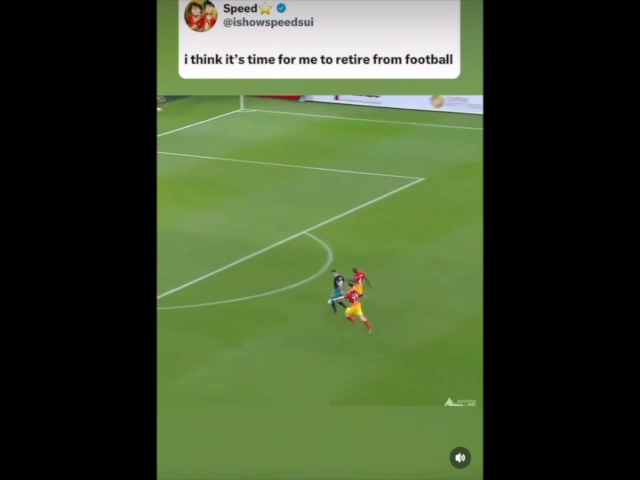 Speed⭐
@ishowspeedsui
i think it's time for me to retire from football